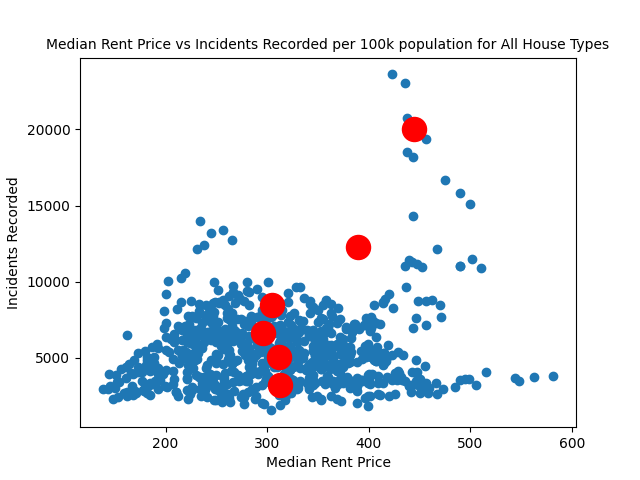 Median Rent Price vs Incidents Recorded per 100k population for All House Types
20000
15000
10000
5000
Incidents Recorded
200 300 400 500 600
Median Rent Price